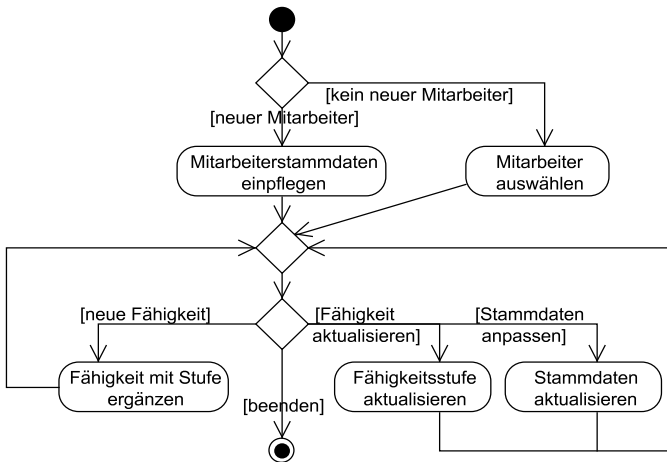 [kein neuer Mitarbeiter]
[neuer Mitarbeiter]
Mitarbeiterstammdaten
einpflegen
Mitarbeiter
auswählen
[neue Fähigkeit]
[Fähigkeit
aktualisieren]
[Stammdaten
anpassen]
Fähigkeit mit Stufe
ergänzen
[beenden]
Fähigkeitsstufe
aktualisieren
Stammdaten
aktualisieren